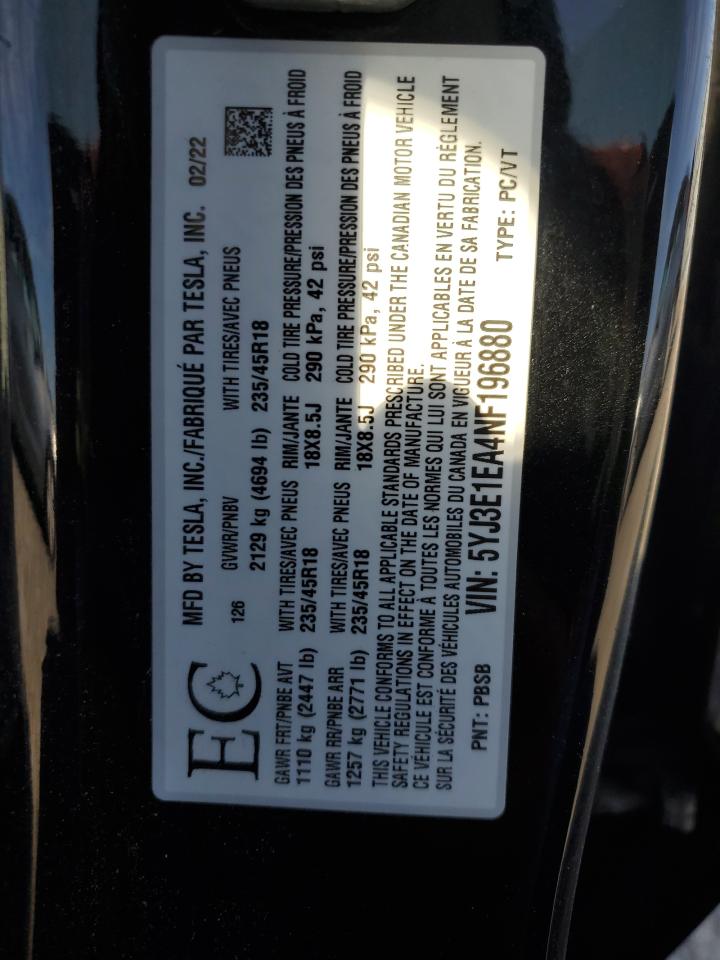 EC
MFD BY TESLA, INC./FABRIQUÉ PAR TESLA, INC. 02/22
126 GVWR/PNBV WITH TIRES/AVEC PNEUS
2129 kg (4694 lb) 235/45R18
GAWR FRT/PNBE AVT WITH TIRES/AVEC PNEUS RIM/JANTE COLD TIRE PRESSURE/PRESSION DES PNEUS À FROID
1110 kg (2447 lb) 235/45R18 18X8.5J 290 kPa, 42 psi
GAWR RR/PNBE ARR WITH TIRES/AVEC PNEUS RIM/JANTE COLD TIRE PRESSURE/PRESSION DES PNEUS À FROID
1257 kg (2771 lb) 235/45R18 18X8.5J 290 kPa, 42 psi
THIS VEHICLE CONFORMS TO ALL APPLICABLE STANDARDS PRESCRIBED UNDER THE CANADIAN MOTOR VEHICLE
SAFETY REGULATIONS IN EFFECT ON THE DATE OF MANUFACTURE.
CE VÉHICULE EST CONFORME À TOUTES LES NORMES QUI LUI SONT APPLICABLES EN VERTU DU RÈGLEMENT
SUR LA SÉCURITÉ DES VÉHICULES AUTOMOBILES DU CANADA EN VIGUEUR À LA DATE DE SA FABRICATION.
PNT: PBSB VIN: 5YJ3E1EA4NF196880 TYPE: PC/VT